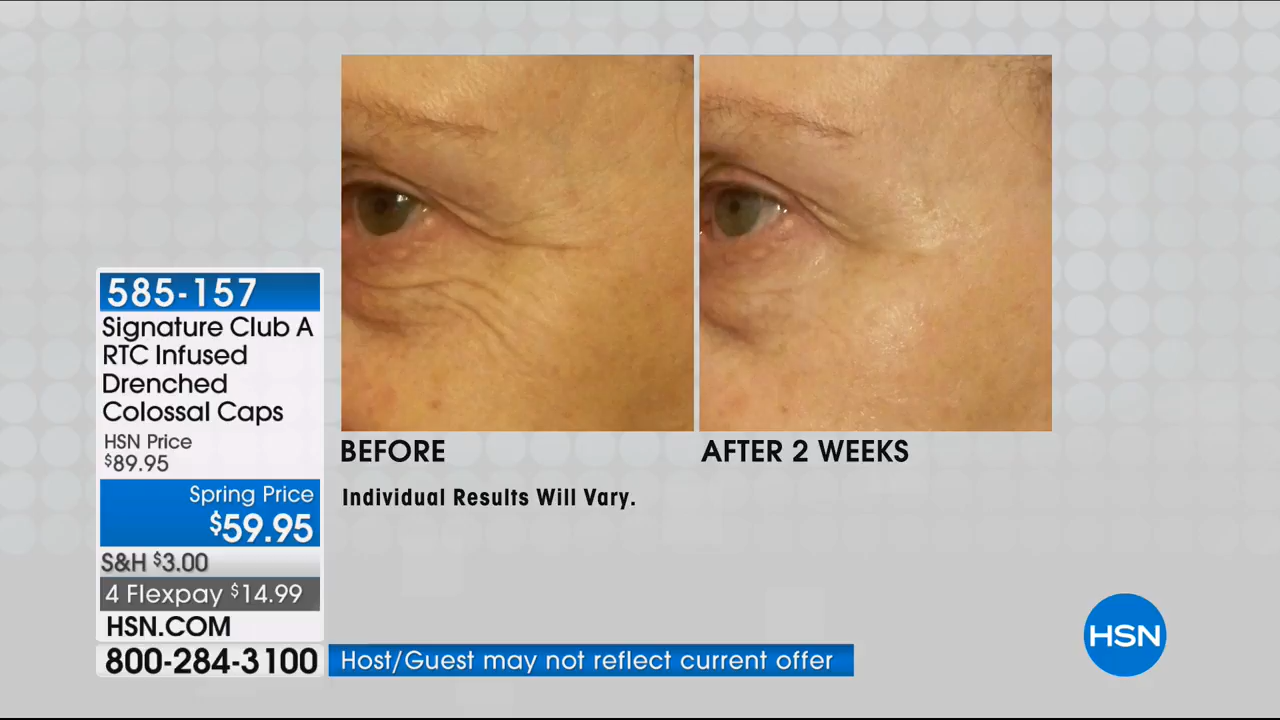 BEFORE
AFTER 2 WEEKS
Individual Results Will Vary.
585-157
Signature Club A
RTC Infused
Drenched
Colossal Caps
HSN Price
$89.95
Spring Price
$59.95
S&H $3.00
4 Flexpay $14.99
HSN.COM
800-284-3100
Host/Guest may not reflect current offer
HSN